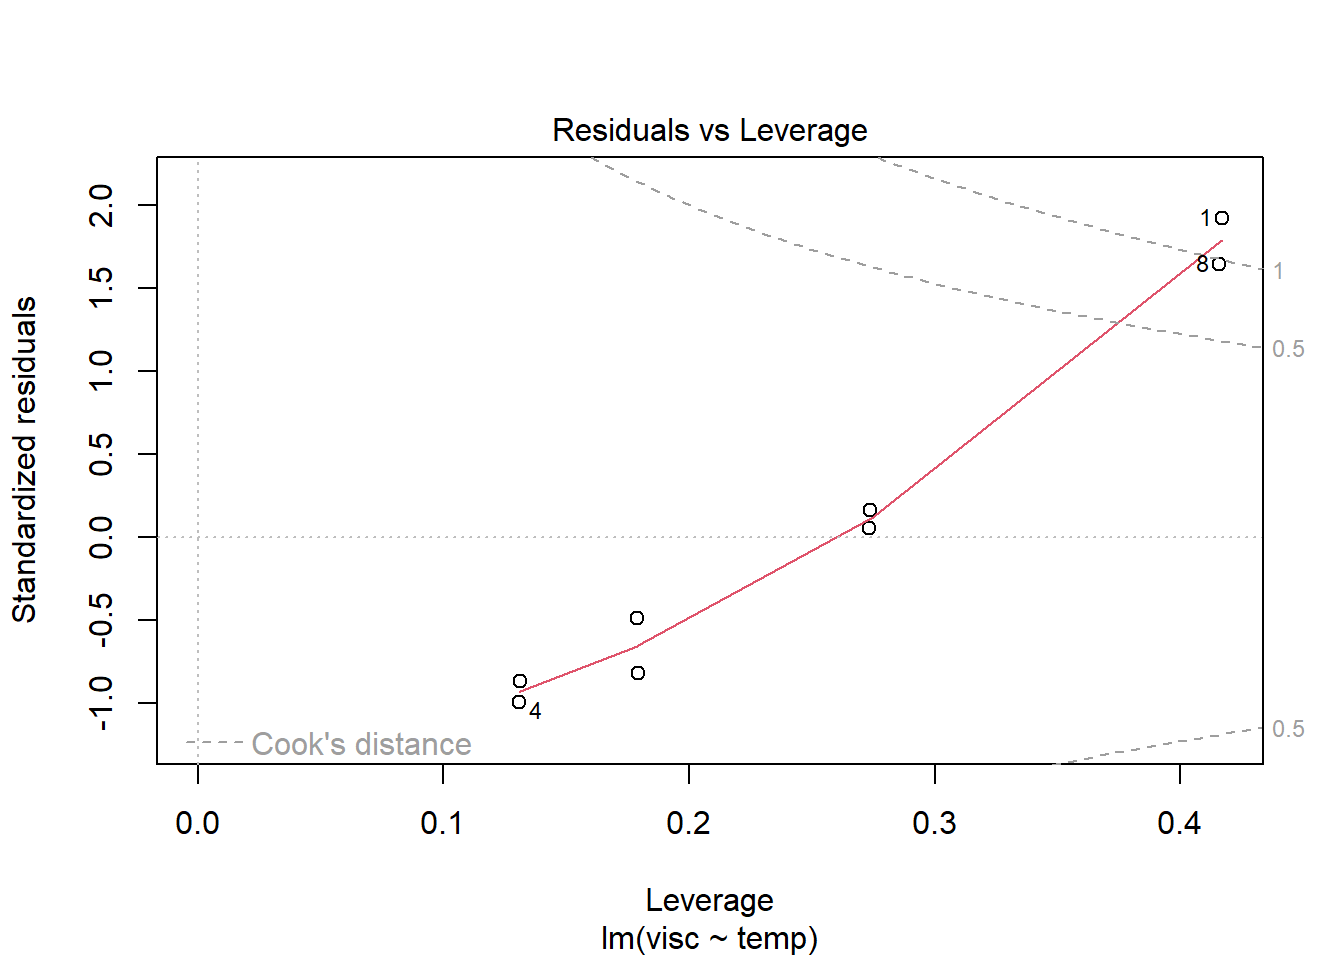 Residuals vs Leverage
Standardized residuals
2.0
1.5
1.0
0.5
0.0
-0.5
-1.0
1
8
4
1
0.5
0.5
Cook's distance
0.0 0.1 0.2 0.3 0.4
Leverage
lm(visc ~ temp)